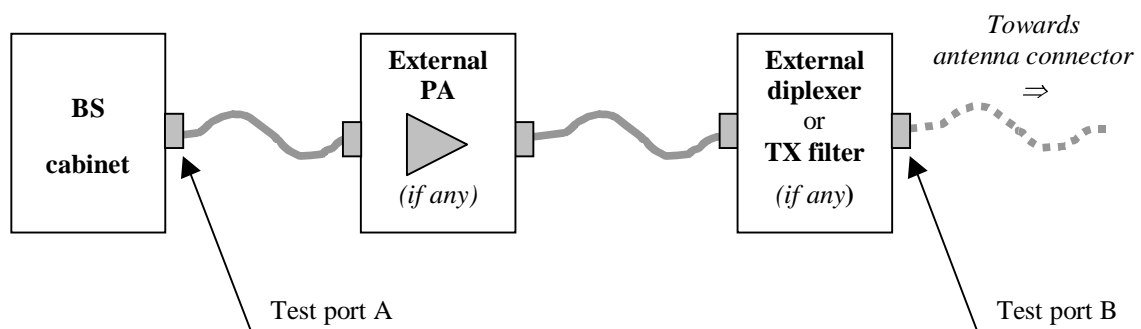 BS
cabinet
External
PA
(if any)
External
diplexer
or
TX filter
(if any)
Towards
antenna connector
⇒
Test port A
Test port B